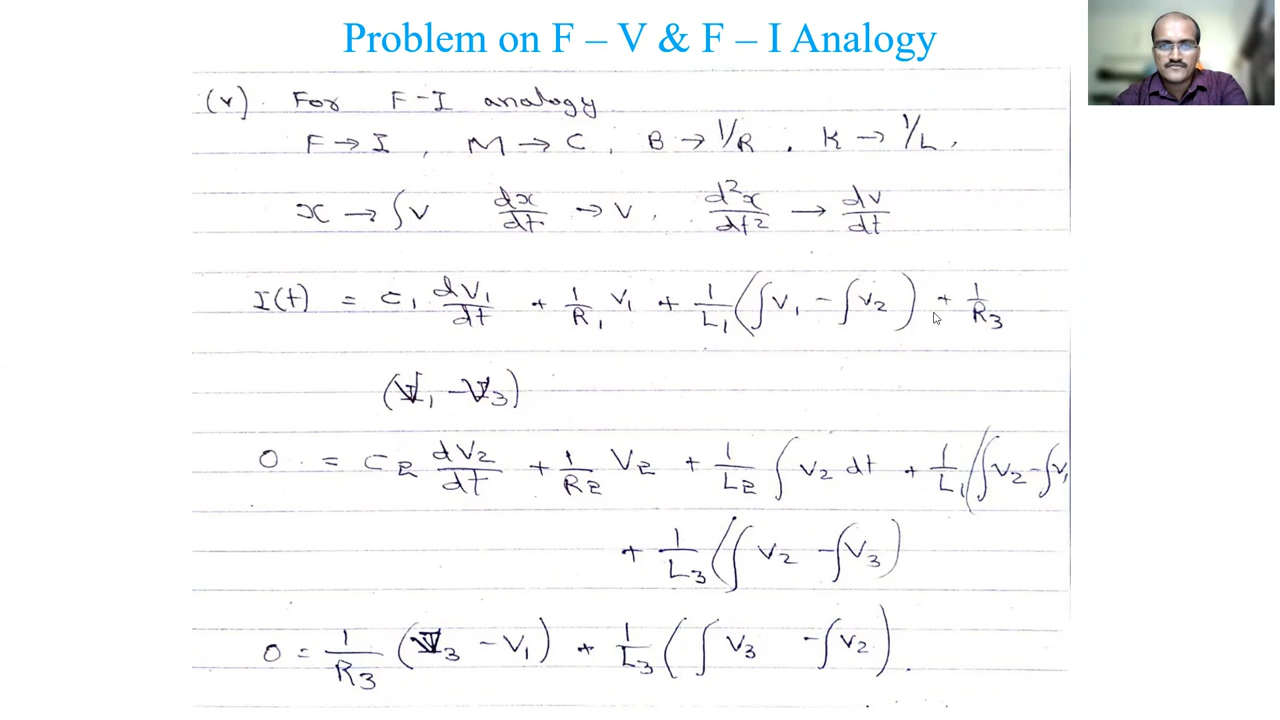 Problem on F – V & F – I Analogy
(v). For F-I analogy
F → I, M → C, B → 1/R, K → 1/L,
x → ∫V dx/dt → V, d²x/dt² → dv/dt
I(t) = C₁ dV₁/dt + 1/R₁ V₁ + 1/L₁ (∫V₁ - ∫V₂) + 1/R₃
(V₁ - V₃)
0 = C₂ dV₂/dt + 1/R₂ V₂ + 1/L₂ ∫ V₂ dt + 1/L₁ (∫V₂ - ∫V₁
+ 1/L₃ (∫ V₂ - ∫V₃)
0 = 1/R₃ (V₃ - V₁) + 1/L₃ (∫ V₃ - ∫V₂).